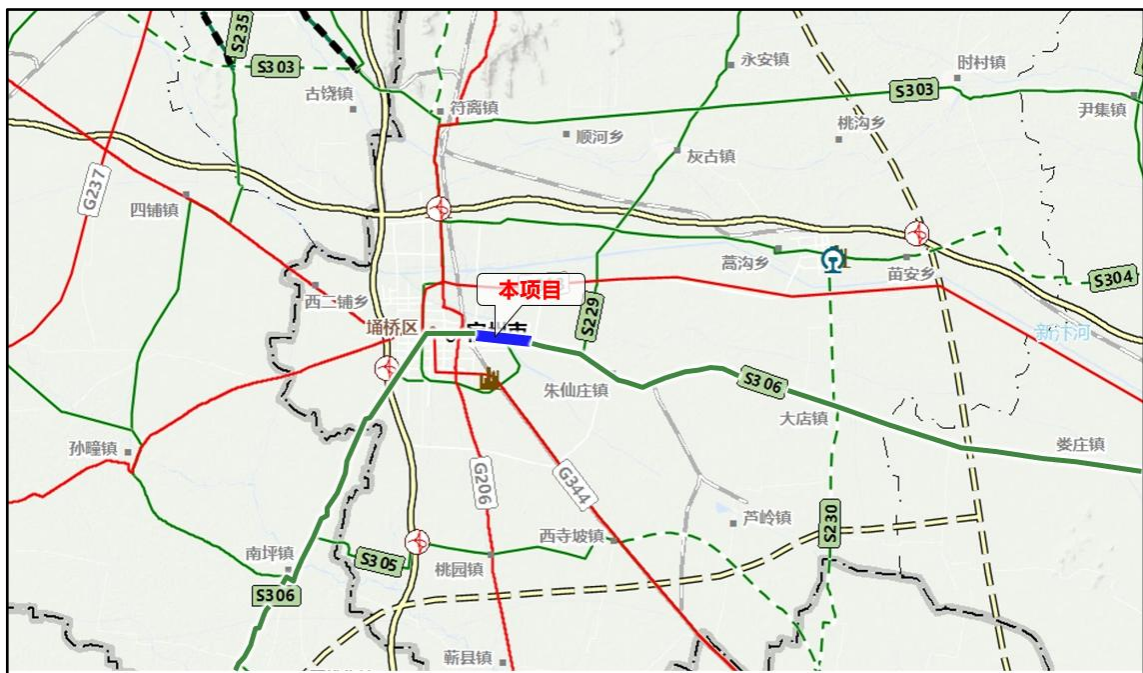 S235
S303
永安镇
时村镇
古饶镇
符离镇
S303
尹集镇
桃沟乡
顺河乡
灰古镇
G237
四铺镇
蒿沟乡
苗安乡
S304
西二铺乡
本项目
S229
新汴河
埇桥区
朱仙庄镇
S306
大店镇
娄庄镇
孙疃镇
G206
G344
芦岭镇
S230
西寺坡镇
南坪镇
S305
桃园镇
S306
蕲县镇